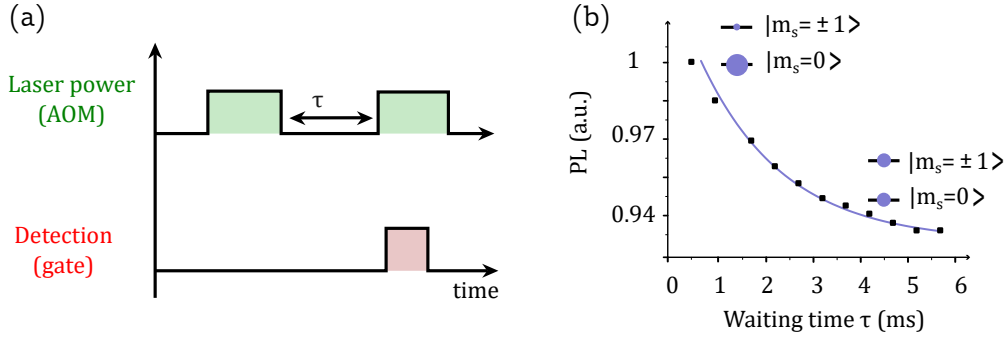 (a)
Laser power
(AOM)
τ
Detection
(gate)
time
(b)
|mₛ= ± 1⟩
|mₛ=0⟩
PL (a.u.)
1
0.97
0.94
|mₛ= ± 1⟩
|mₛ=0⟩
0 1 2 3 4 5 6
Waiting time τ (ms)